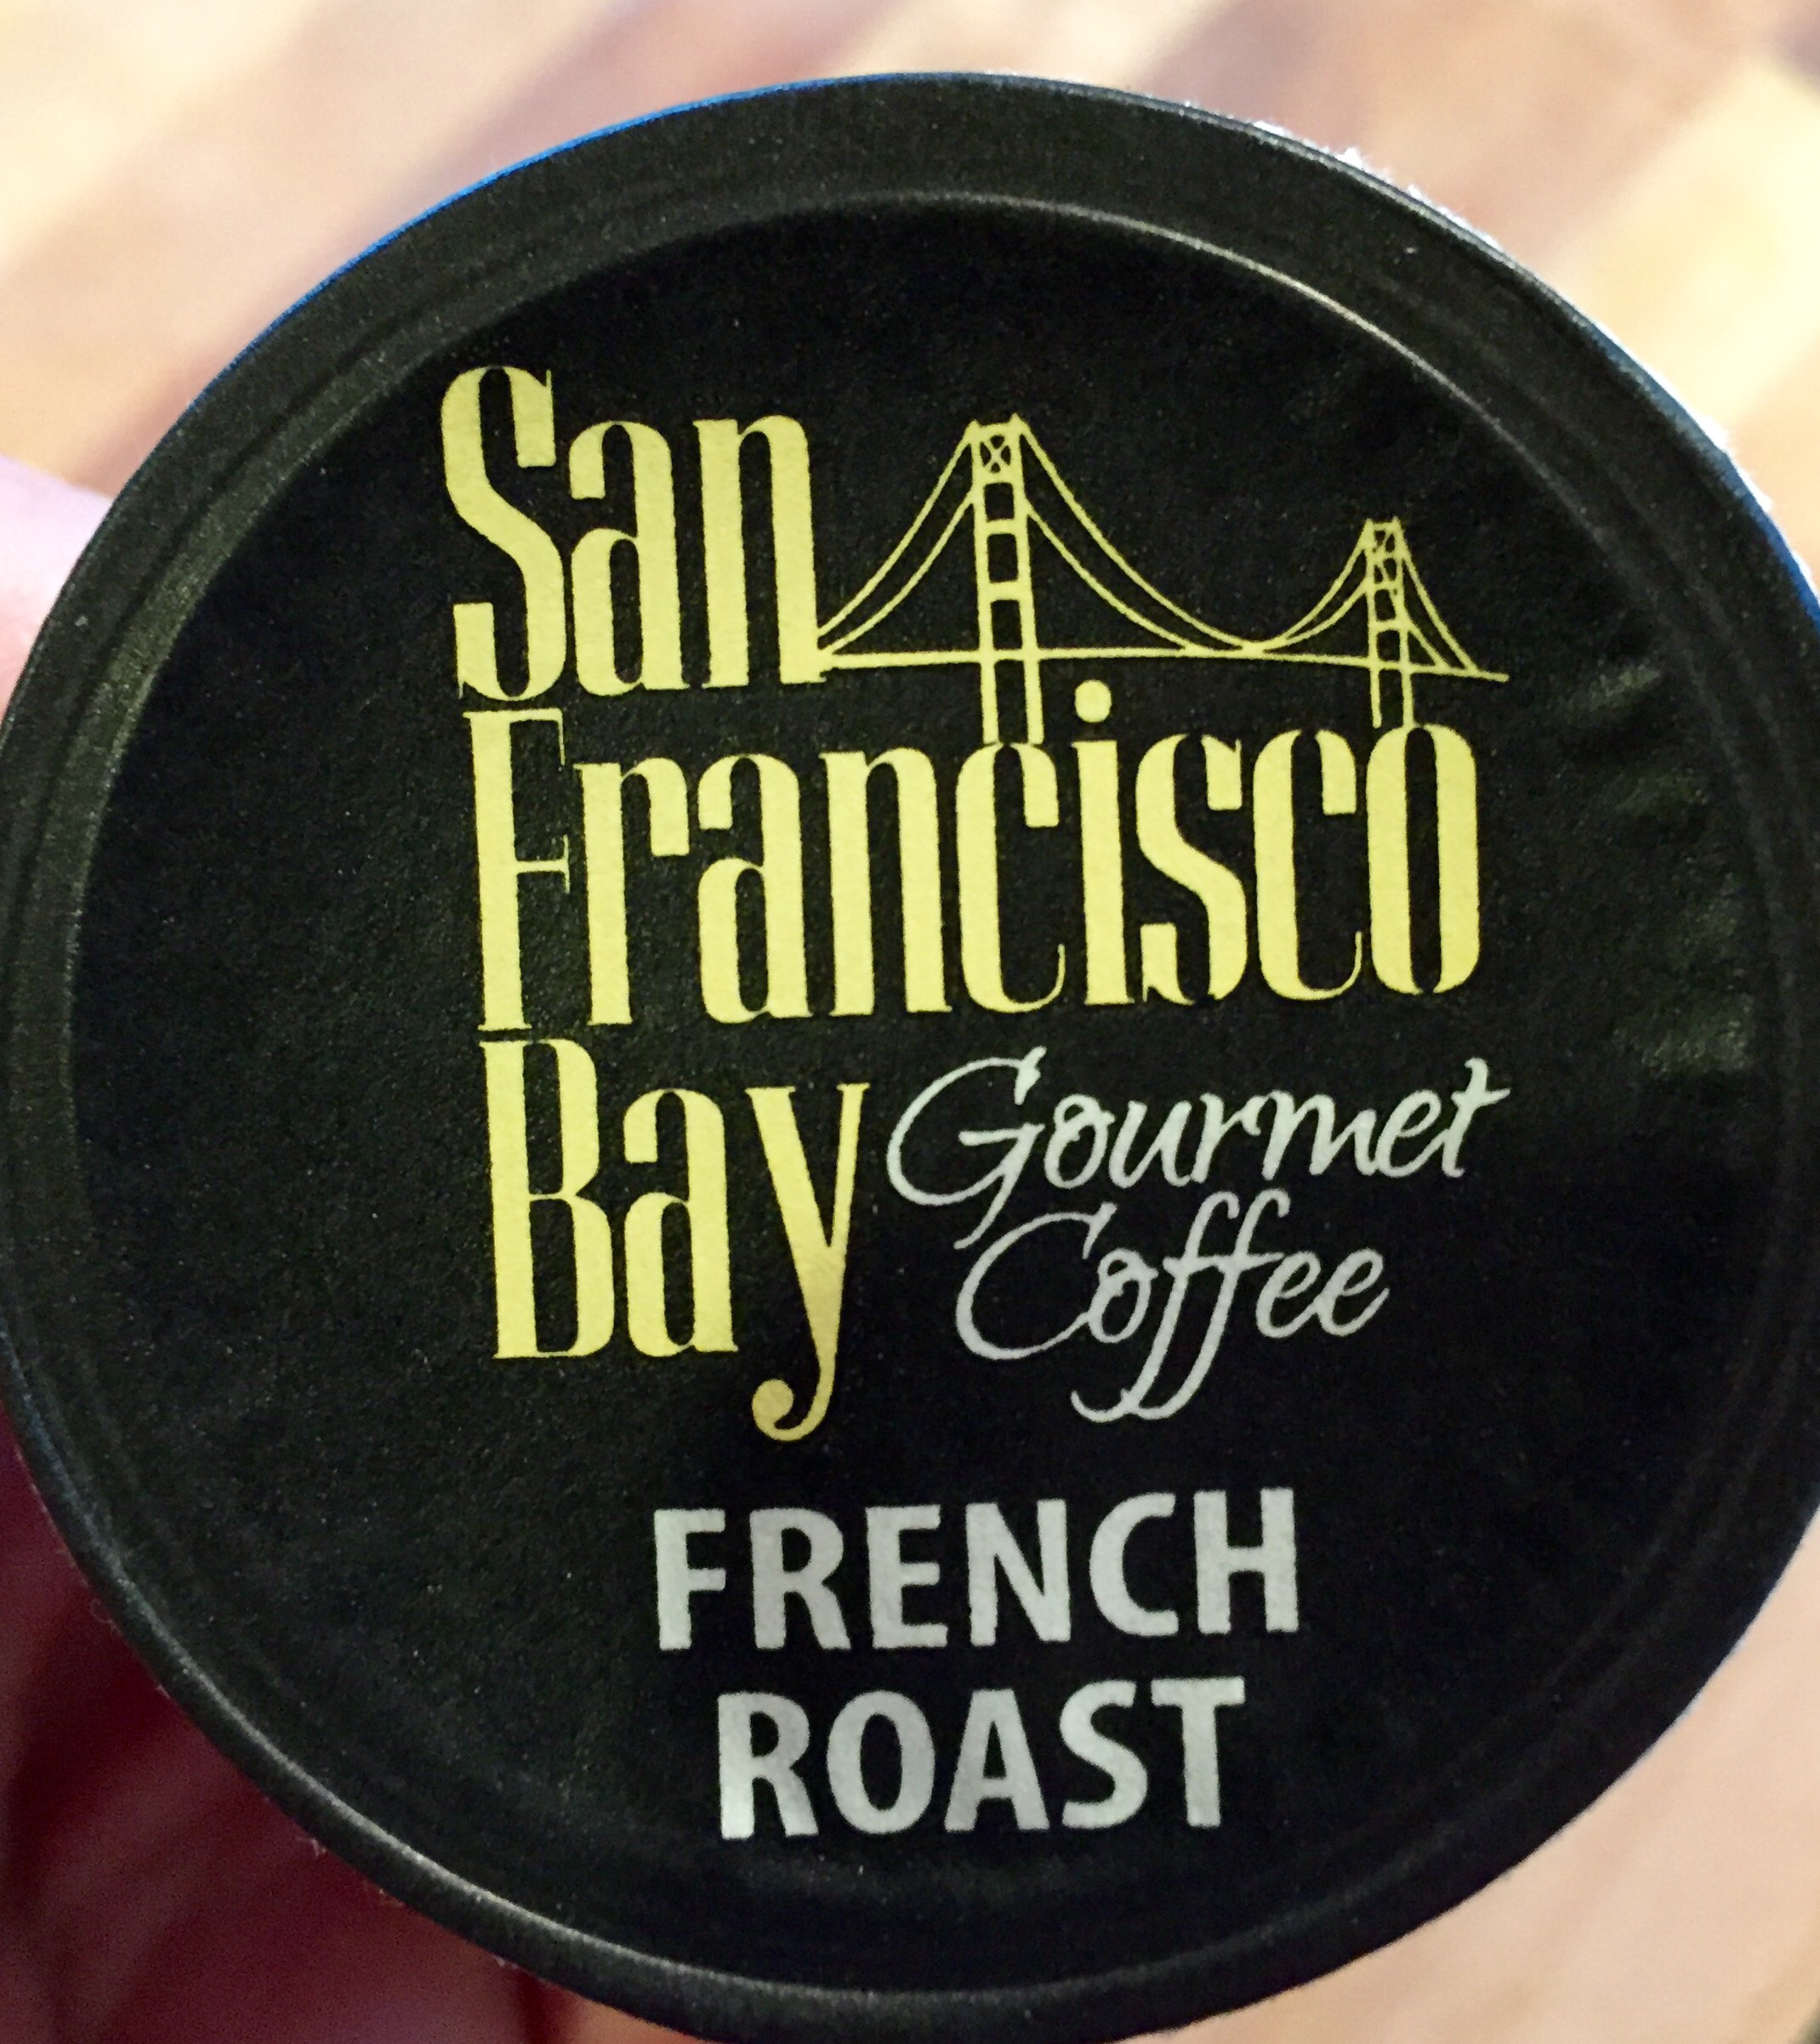 San
Francisco
Bay Gourmet
Coffee
FRENCH
ROAST